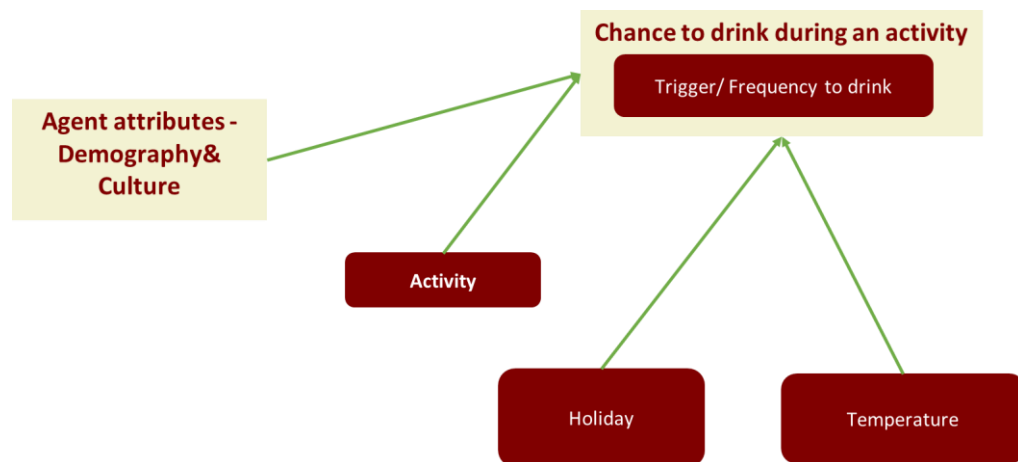 Chance to drink during an activity
Trigger/ Frequency to drink
Agent attributes -
Demography&
Culture
Activity
Holiday
Temperature